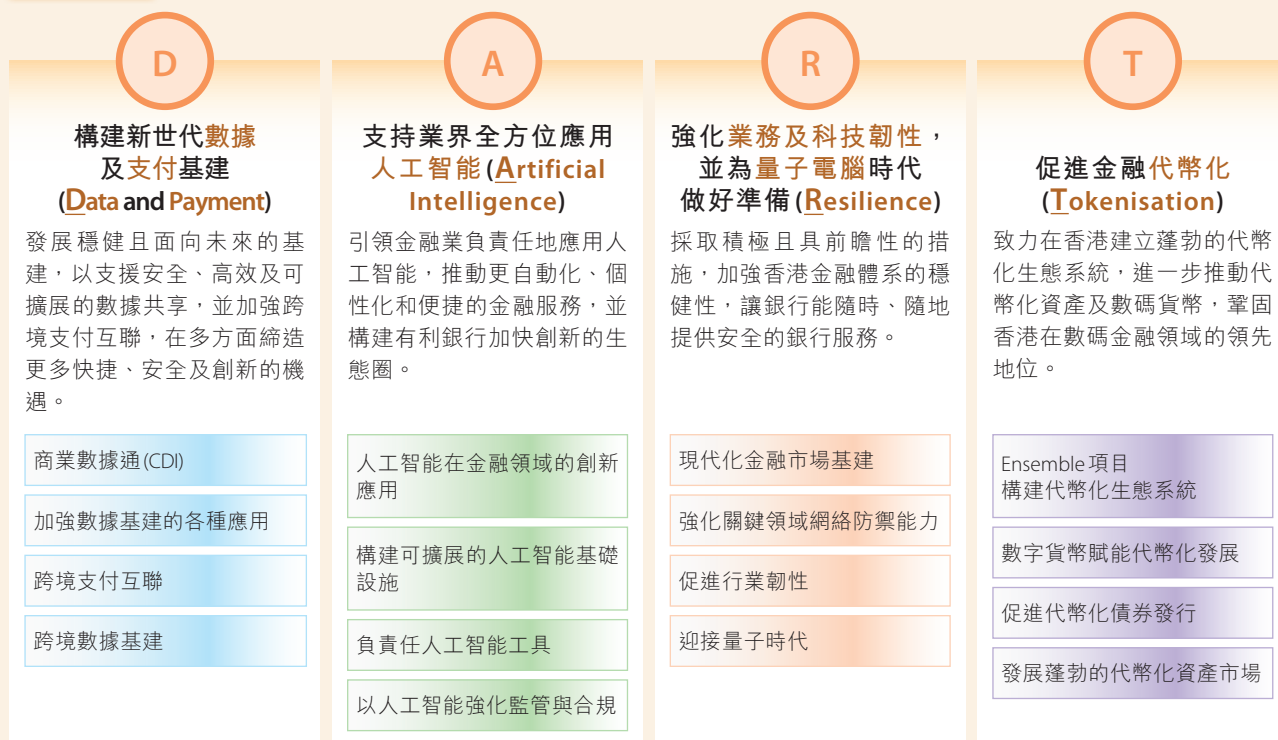 D
構建新世代數據
及支付基建
(Data and Payment)
發展穩健且面向未來的基
建，以支援安全、高效及可
擴展的數據共享，並加強跨
境支付互聯，在多方面締造
更多快捷、安全及創新的機
遇。
商業數據通(CDI)
加強數據基建的各種應用
跨境支付互聯
跨境數據基建
A
支持業界全方位應用
人工智能(Artificial
Intelligence)
引領金融業負責任地應用人
工智能，推動更自動化、個
性化和便捷的金融服務，並
構建有利銀行加快創新的生
態圈。
人工智能在金融領域的創新
應用
構建可擴展的人工智能基礎
設施
負責任人工智能工具
以人工智能強化監管與合規
R
強化業務及科技韌性，
並為量子電腦時代
做好準備(Resilience)
採取積極且具前瞻性的措
施，加強香港金融體系的穩
健性，讓銀行能隨時、隨地
提供安全的銀行服務。
現代化金融市場基建
強化關鍵領域網絡防禦能力
促進行業韌性
迎接量子時代
T
促進金融代幣化
(Tokenisation)
致力在香港建立蓬勃的代幣
化生態系統，進一步推動代
幣化資產及數碼貨幣，鞏固
香港在數碼金融領域的領先
地位。
Ensemble項目
構建代幣化生態系統
數字貨幣賦能代幣化發展
促進代幣化債券發行
發展蓬勃的代幣化資產市場